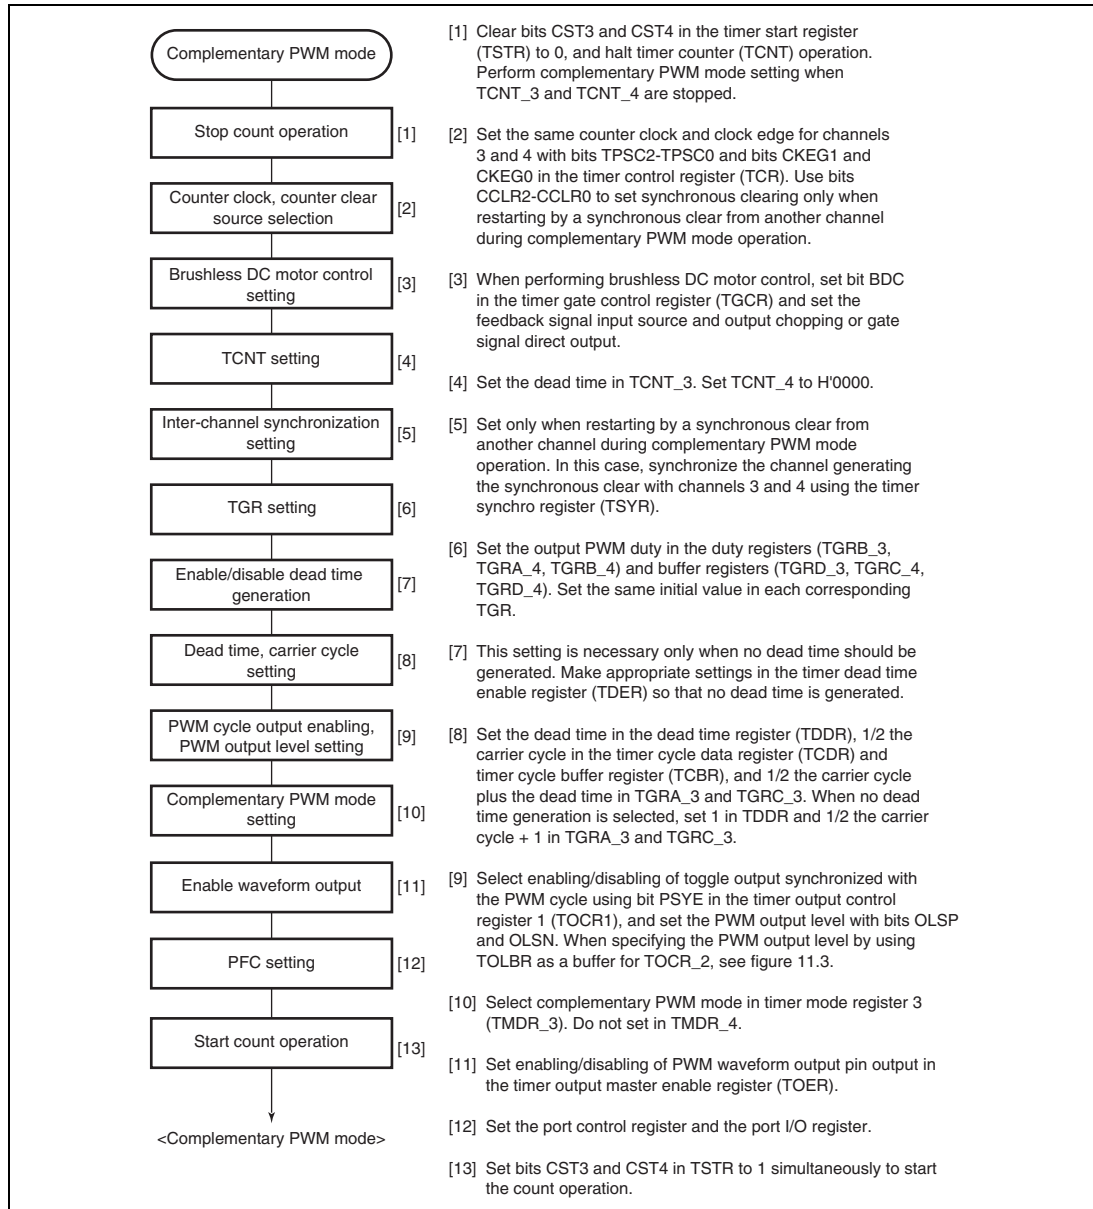 Complementary PWM mode
Stop count operation
[1]
Counter clock, counter clear
source selection
[2]
Brushless DC motor control
setting
[3]
TCNT setting
[4]
Inter-channel synchronization
setting
[5]
TGR setting
[6]
Enable/disable dead time
generation
[7]
Dead time, carrier cycle
setting
[8]
PWM cycle output enabling,
PWM output level setting
[9]
Complementary PWM mode
setting
[10]
Enable waveform output
[11]
PFC setting
[12]
Start count operation
[13]
<Complementary PWM mode>
[1] Clear bits CST3 and CST4 in the timer start register
(TSTR) to 0, and halt timer counter (TCNT) operation.
Perform complementary PWM mode setting when
TCNT_3 and TCNT_4 are stopped.
[2] Set the same counter clock and clock edge for channels
3 and 4 with bits TPSC2-TPSC0 and bits CKEG1 and
CKEG0 in the timer control register (TCR). Use bits
CCLR2-CCLR0 to set synchronous clearing only when
restarting by a synchronous clear from another channel
during complementary PWM mode operation.
[3] When performing brushless DC motor control, set bit BDC
in the timer gate control register (TGCR) and set the
feedback signal input source and output chopping or gate
signal direct output.
[4] Set the dead time in TCNT_3. Set TCNT_4 to H'0000.
[5] Set only when restarting by a synchronous clear from
another channel during complementary PWM mode
operation. In this case, synchronize the channel generating
the synchronous clear with channels 3 and 4 using the timer
synchro register (TSYR).
[6] Set the output PWM duty in the duty registers (TGRB_3,
TGRA_4, TGRB_4) and buffer registers (TGRD_3, TGRC_4,
TGRD_4). Set the same initial value in each corresponding
TGR.
[7] This setting is necessary only when no dead time should be
generated. Make appropriate settings in the timer dead time
enable register (TDER) so that no dead time is generated.
[8] Set the dead time in the dead time register (TDDR), 1/2 the
carrier cycle in the timer cycle data register (TCDR) and
timer cycle buffer register (TCBR), and 1/2 the carrier cycle
plus the dead time in TGRA_3 and TGRC_3. When no dead
time generation is selected, set 1 in TDDR and 1/2 the carrier
cycle + 1 in TGRA_3 and TGRC_3.
[9] Select enabling/disabling of toggle output synchronized with
the PWM cycle using bit PSYE in the timer output control
register 1 (TOCR1), and set the PWM output level with bits OLSP
and OLSN. When specifying the PWM output level by using
TOLBR as a buffer for TOCR_2, see figure 11.3.
[10] Select complementary PWM mode in timer mode register 3
(TMDR_3). Do not set in TMDR_4.
[11] Set enabling/disabling of PWM waveform output pin output in
the timer output master enable register (TOER).
[12] Set the port control register and the port I/O register.
[13] Set bits CST3 and CST4 in TSTR to 1 simultaneously to start
the count operation.